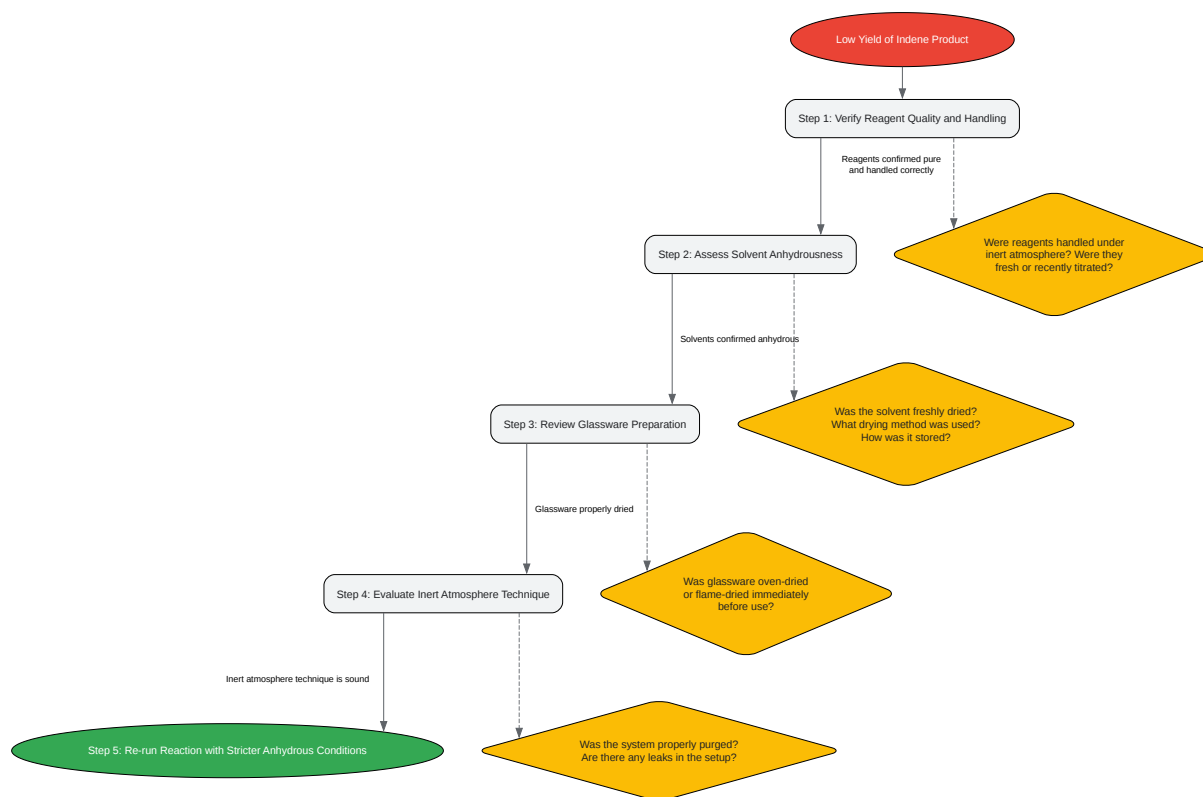 Low Yield of Indene Product
Step 1: Verify Reagent Quality and Handling
Reagents confirmed pure
and handled correctly
Were reagents handled under
inert atmosphere? Were they
fresh or recently titrated?
Step 2: Assess Solvent Anhydrousness
Solvents confirmed anhydrous
Was the solvent freshly dried?
What drying method was used?
How was it stored?
Step 3: Review Glassware Preparation
Glassware properly dried
Was glassware oven-dried
or flame-dried immediately
before use?
Step 4: Evaluate Inert Atmosphere Technique
Inert atmosphere technique is sound
Was the system properly purged?
Are there any leaks in the setup?
Step 5: Re-run Reaction with Stricter Anhydrous Conditions